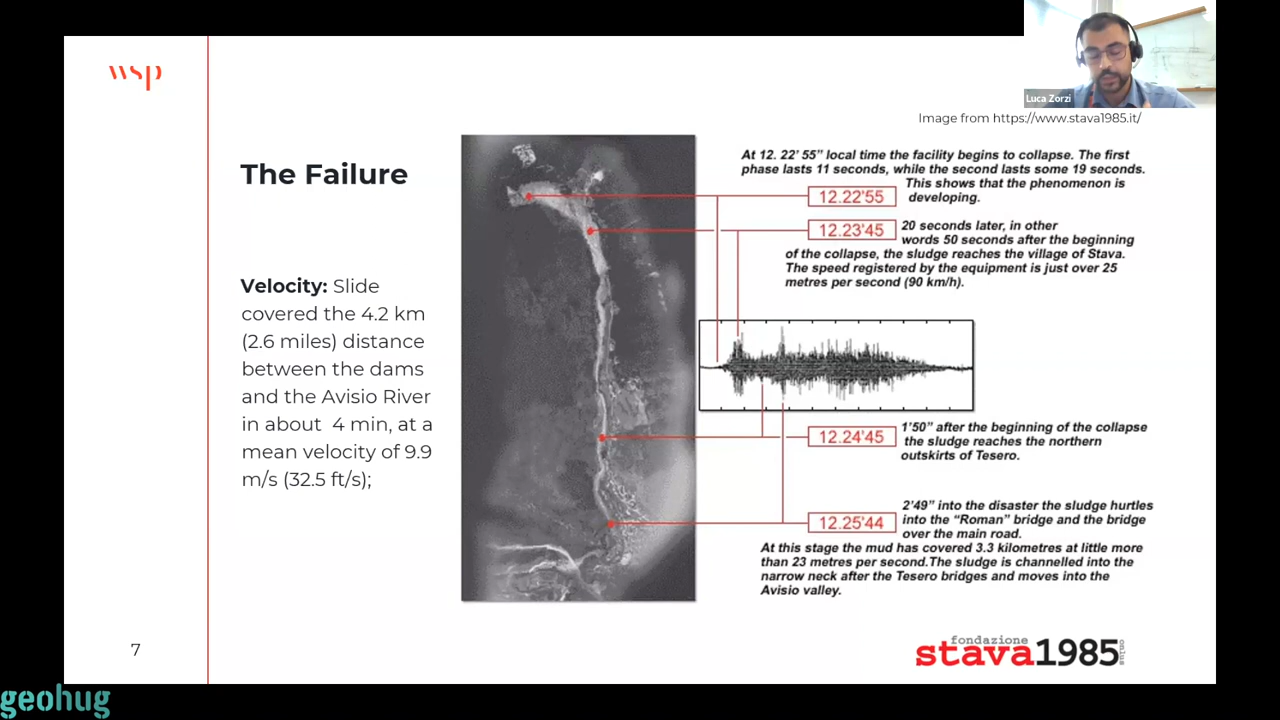 wsp
Luca Zorzi
Image from https://www.stava1985.it/
The Failure
Velocity: Slide
covered the 4.2 km
(2.6 miles) distance
between the dams
and the Avisio River
in about 4 min, at a
mean velocity of 9.9
m/s (32.5 ft/s);
At 12. 22' 55” local time the facility begins to collapse. The first
phase lasts 11 seconds, while the second lasts some 19 seconds.
12.22'55
This shows that the phenomenon is
developing.
12.23'45
20 seconds later, in other
words 50 seconds after the beginning
of the collapse, the sludge reaches the village of Stava.
The speed registered by the equipment is just over 25
metres per second (90 km/h).
12.24'45
1'50” after the beginning of the collapse
the sludge reaches the northern
outskirts of Tesero.
12.25'44
2'49” into the disaster the sludge hurtles
into the “Roman” bridge and the bridge
over the main road.
At this stage the mud has covered 3.3 kilometres at little more
than 23 metres per second.The sludge is channelled into the
narrow neck after the Tesero bridges and moves into the
Avisio valley.
7
fondazione
stava1985
onlus
geohug